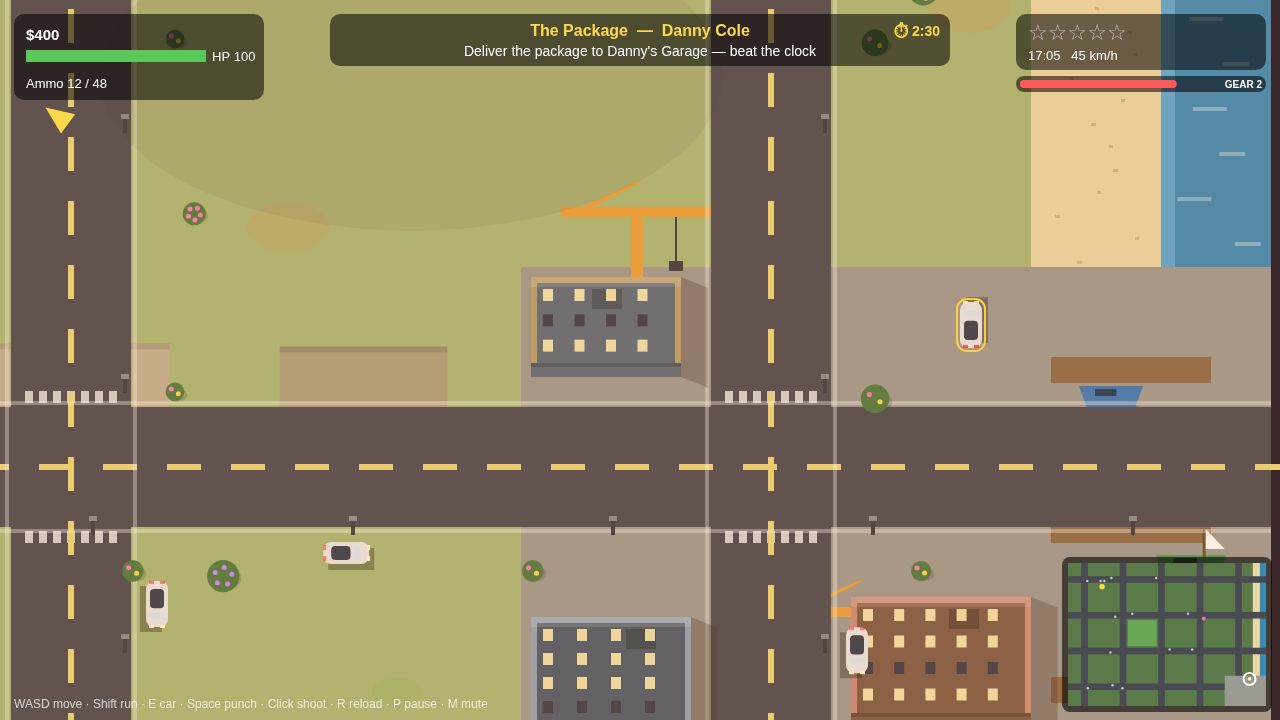 $400
HP 100
Ammo 12 / 48
The Package — Danny Cole
⏱ 2:30
Deliver the package to Danny's Garage — beat the clock
☆☆☆☆☆
17:05 45 km/h
GEAR 2
WASD move · Shift run · E car · Space punch · Click shoot · R reload · P pause · M mute